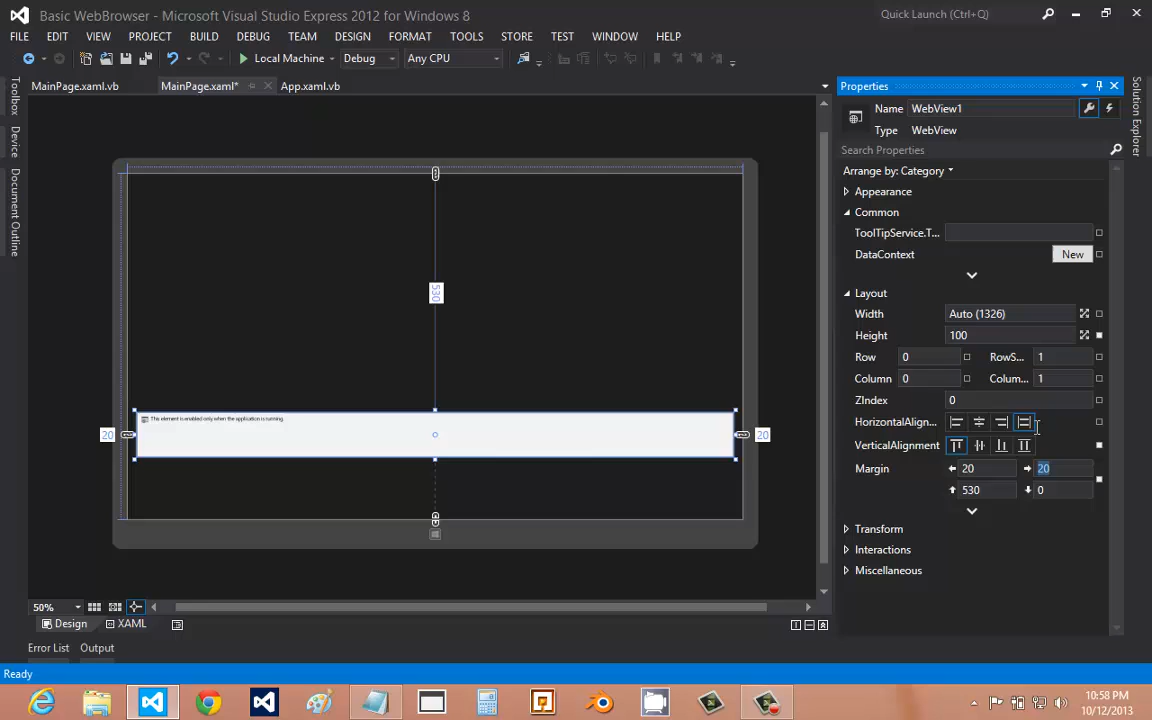 Basic WebBrowser - Microsoft Visual Studio Express 2012 for Windows 8
Quick Launch (Ctrl+Q)
FILE EDIT VIEW PROJECT BUILD DEBUG TEAM DESIGN FORMAT TOOLS STORE TEST WINDOW HELP
Local Machine Debug Any CPU
MainPage.xaml.vb MainPage.xaml* App.xaml.vb
Toolbox
Device
Document Outline
530
20
20
This element is enabled only when the application is running.
50%
Design XAML
Error List Output
Ready
Properties
Name WebView1
Type WebView
Search Properties
Arrange by: Category
Appearance
Common
ToolTipService.T...
DataContext New
Layout
Width Auto (1326)
Height 100
Row 0 RowS... 1
Column 0 Colum... 1
ZIndex 0
HorizontalAlign...
VerticalAlignment
Margin 20 20
530 0
Transform
Interactions
Miscellaneous
Solution Explorer
10:58 PM
10/12/2013